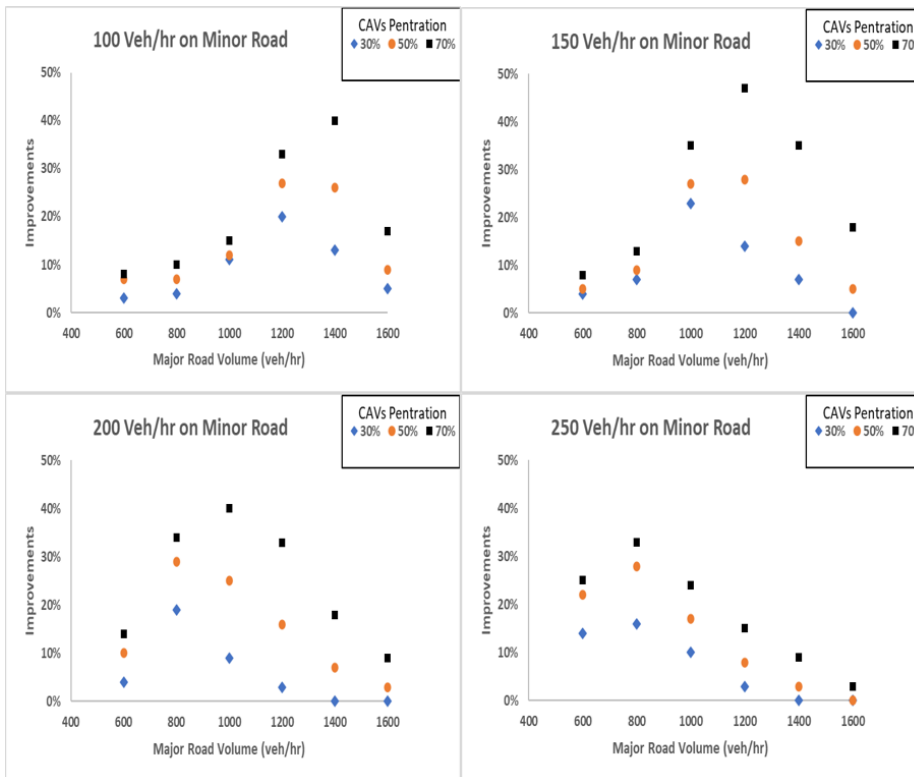 100 Veh/hr on Minor Road
CAVs Pentration
30% 50% 70%
50%
40%
30%
20%
10%
0%
Improvements
400 600 800 1000 1200 1400 1600
Major Road Volume (veh/hr)
150 Veh/hr on Minor Road
CAVs Pentration
30% 50% 70
50%
40%
30%
20%
10%
0%
Improvements
400 600 800 1000 1200 1400 1600
Major Road Volume (veh/hr)
200 Veh/hr on Minor Road
CAVs Pentration
30% 50% 70%
50%
40%
30%
20%
10%
0%
Improvements
400 600 800 1000 1200 1400 1600
Major Road Volume (veh/hr)
250 Veh/hr on Minor Road
CAVs Pentration
30% 50% 70
50%
40%
30%
20%
10%
0%
Improvements
400 600 800 1000 1200 1400 1600
Major Road Volume (veh/hr)